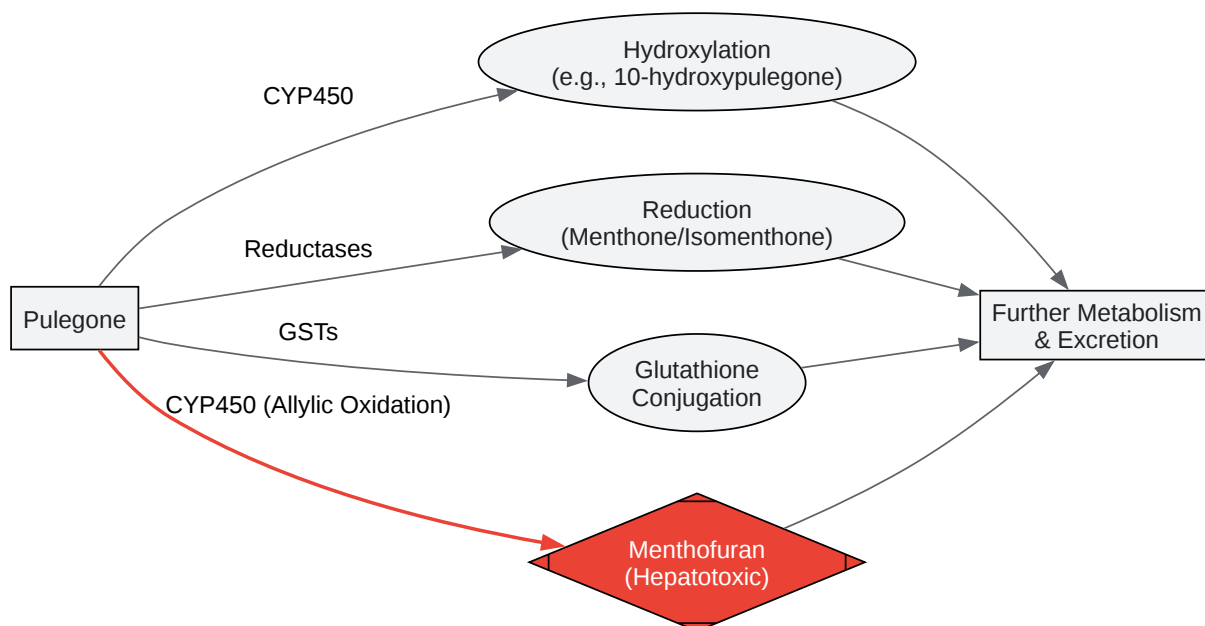 Hydroxylation
(e.g., 10-hydroxypulegone)
CYP450
Reduction
(Menthone/Isomenthone)
Reductases
Pulegone
Further Metabolism
& Excretion
GSTs
Glutathione
Conjugation
CYP450 (Allylic Oxidation)
Menthofuran
(Hepatotoxic)